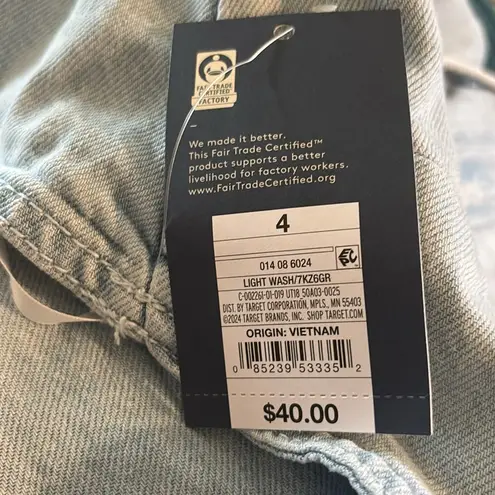 FAIR TRADE
CERTIFIED
FACTORY
We made it better.
This Fair Trade Certified™
product supports a better
livelihood for factory workers.
www.FairTradeCertified.org
4
014 08 6024
LIGHT WASH/7KZ6GR
C-002261-01-019 UT18_S0A03-0025
DIST. BY TARGET CORPORATION, MPLS., MN 55403
©2024 TARGET BRANDS, INC. SHOP TARGET.COM
ORIGIN: VIETNAM
0 85239 53335 2
$40.00